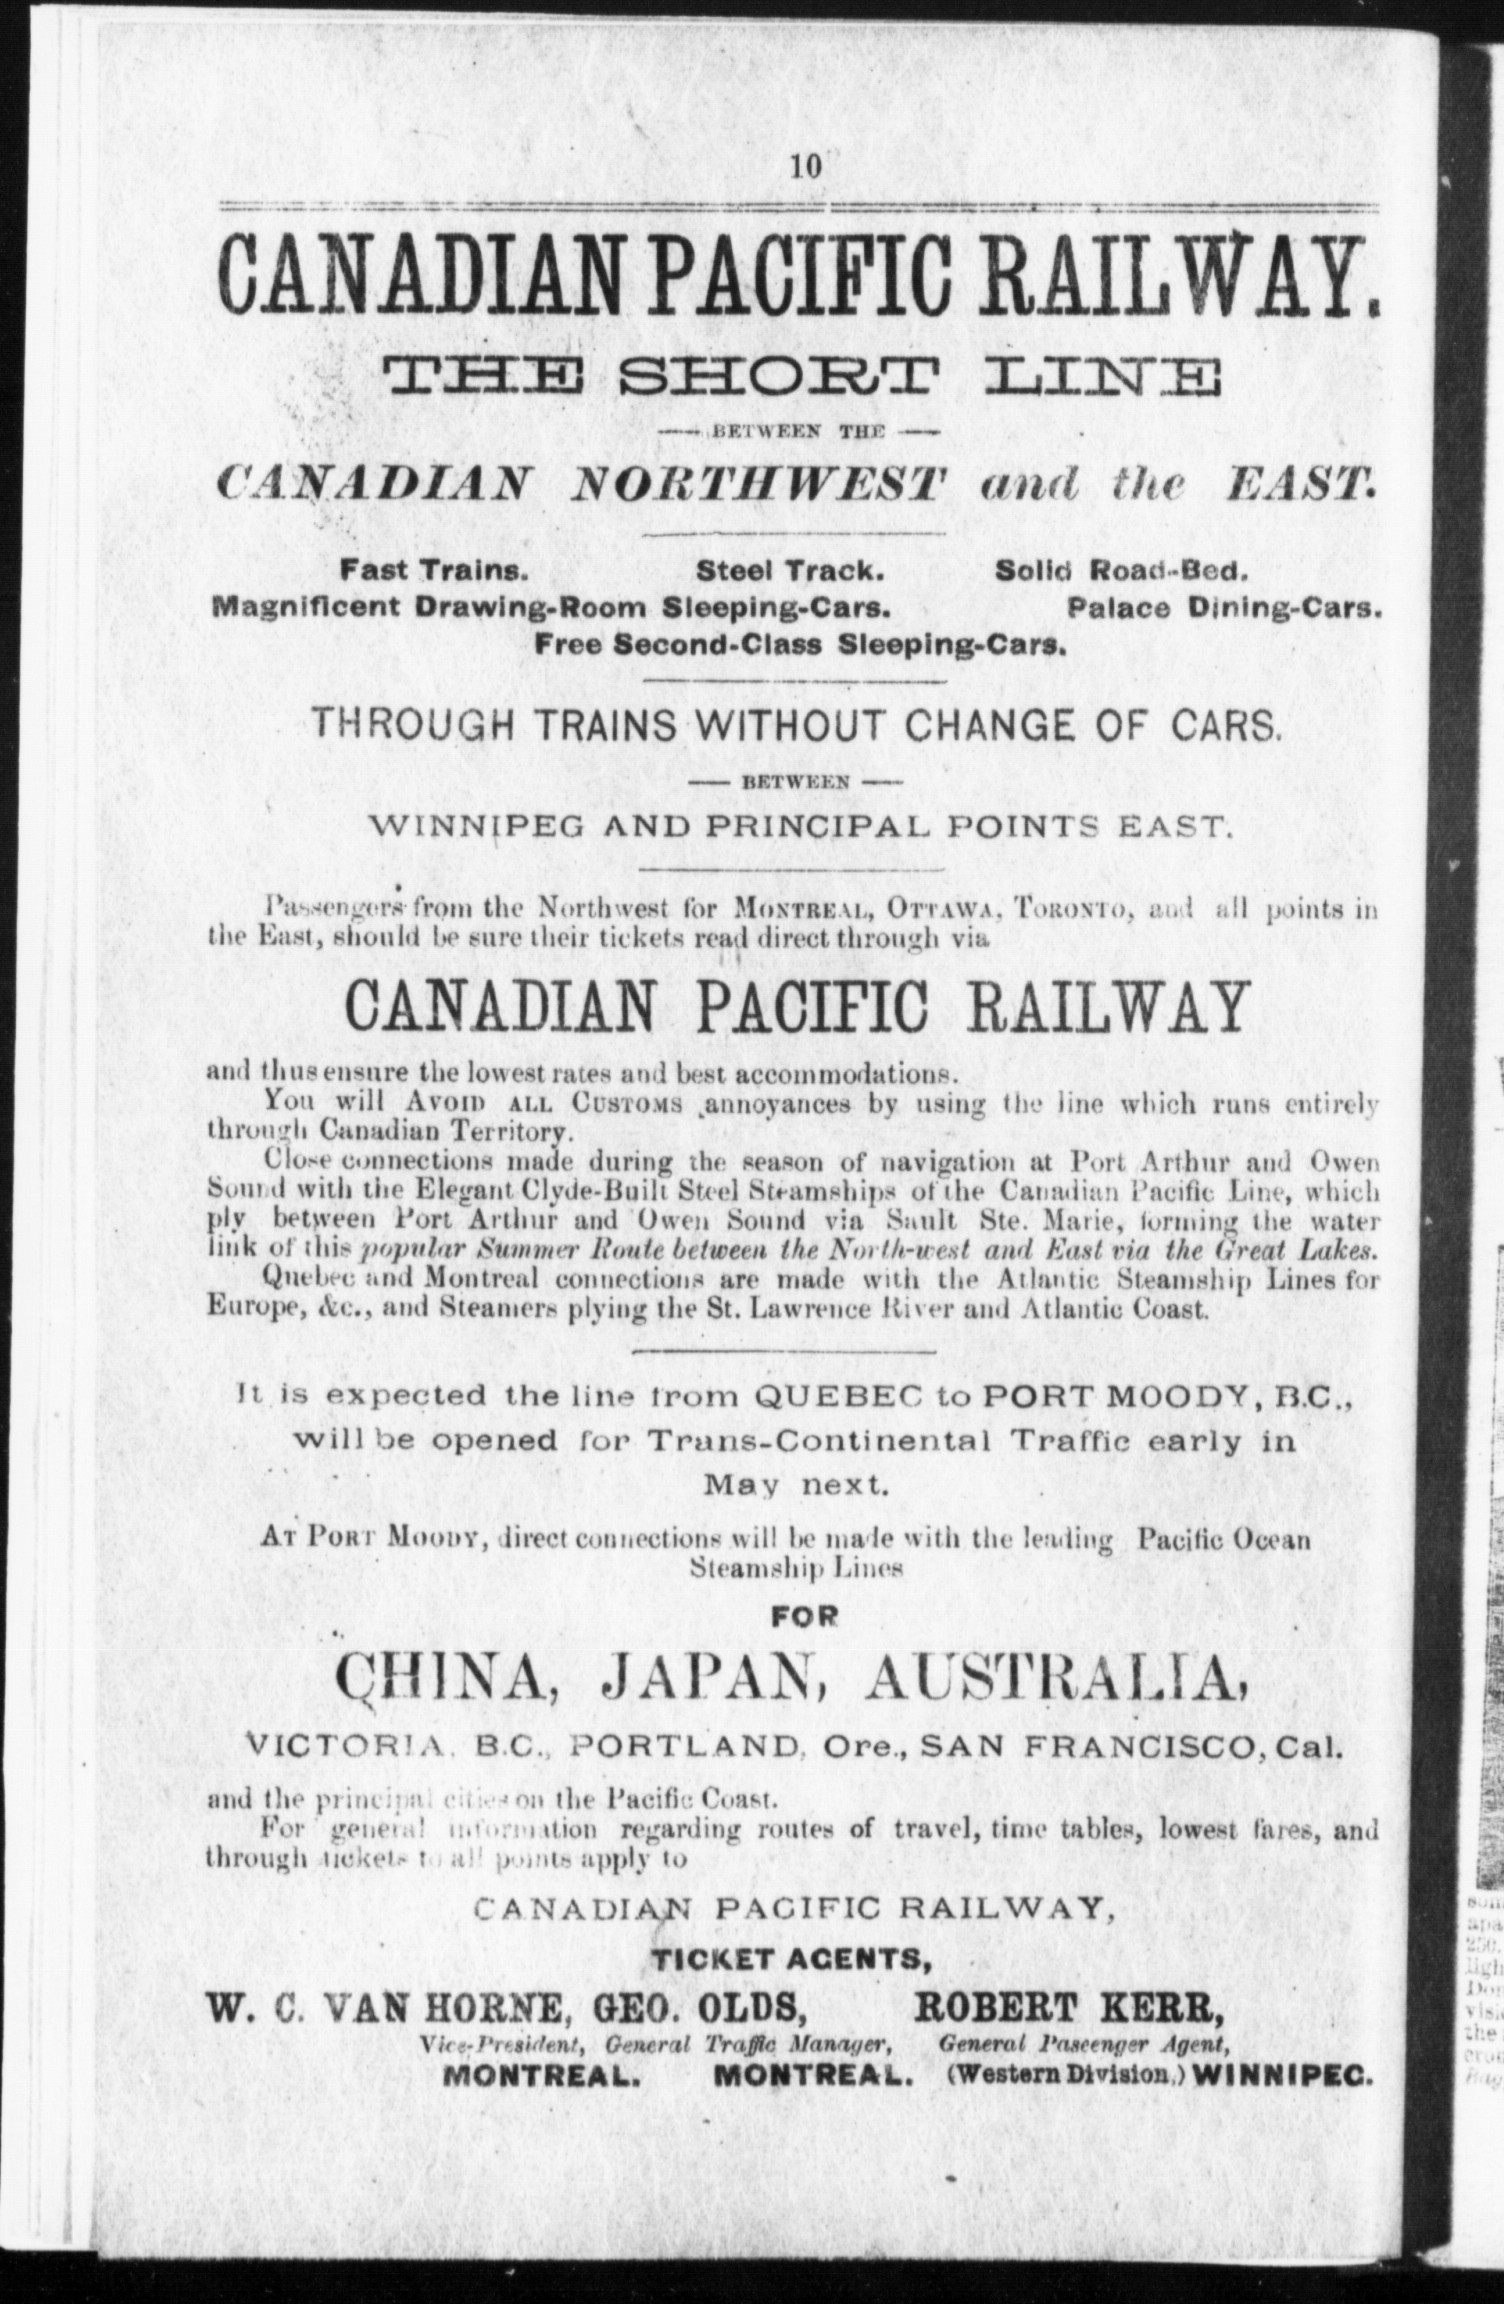 10
CANADIAN PACIFIC RAILWAY.
THE SHORT LINE
BETWEEN THE
CANADIAN NORTHWEST and the EAST.
Fast Trains. Steel Track. Solid Road-Bed.
Magnificent Drawing-Room Sleeping-Cars. Palace Dining-Cars.
Free Second-Class Sleeping-Cars.
THROUGH TRAINS WITHOUT CHANGE OF CARS.
BETWEEN
WINNIPEG AND PRINCIPAL POINTS EAST.
Passengers from the Northwest for MONTREAL, OTTAWA, TORONTO, and all points in
the East, should be sure their tickets read direct through via
CANADIAN PACIFIC RAILWAY
and thus ensure the lowest rates and best accommodations.
You will AVOID ALL CUSTOMS annoyances by using the line which runs entirely
through Canadian Territory.
Close connections made during the season of navigation at Port Arthur and Owen
Sound with the Elegant Clyde-Built Steel Steamships of the Canadian Pacific Line, which
ply between Port Arthur and Owen Sound via Sault Ste. Marie, forming the water
link of this popular Summer Route between the North-west and East via the Great Lakes.
Quebec and Montreal connections are made with the Atlantic Steamship Lines for
Europe, &c., and Steamers plying the St. Lawrence River and Atlantic Coast.
It is expected the line from QUEBEC to PORT MOODY, B.C.,
will be opened for Trans-Continental Traffic early in
May next.
AT PORT MOODY, direct connections will be made with the leading Pacific Ocean
Steamship Lines
FOR
CHINA, JAPAN, AUSTRALIA,
VICTORIA, B.C., PORTLAND, Ore., SAN FRANCISCO, Cal.
and the principal cities on the Pacific Coast.
For general information regarding routes of travel, time tables, lowest fares, and
through tickets to all points apply to
CANADIAN PACIFIC RAILWAY,
TICKET AGENTS,
W. C. VAN HORNE, GEO. OLDS, ROBERT KERR,
Vice-President, General Traffic Manager, General Pascenger Agent,
MONTREAL. MONTREAL. (Western Division,) WINNIPEG.